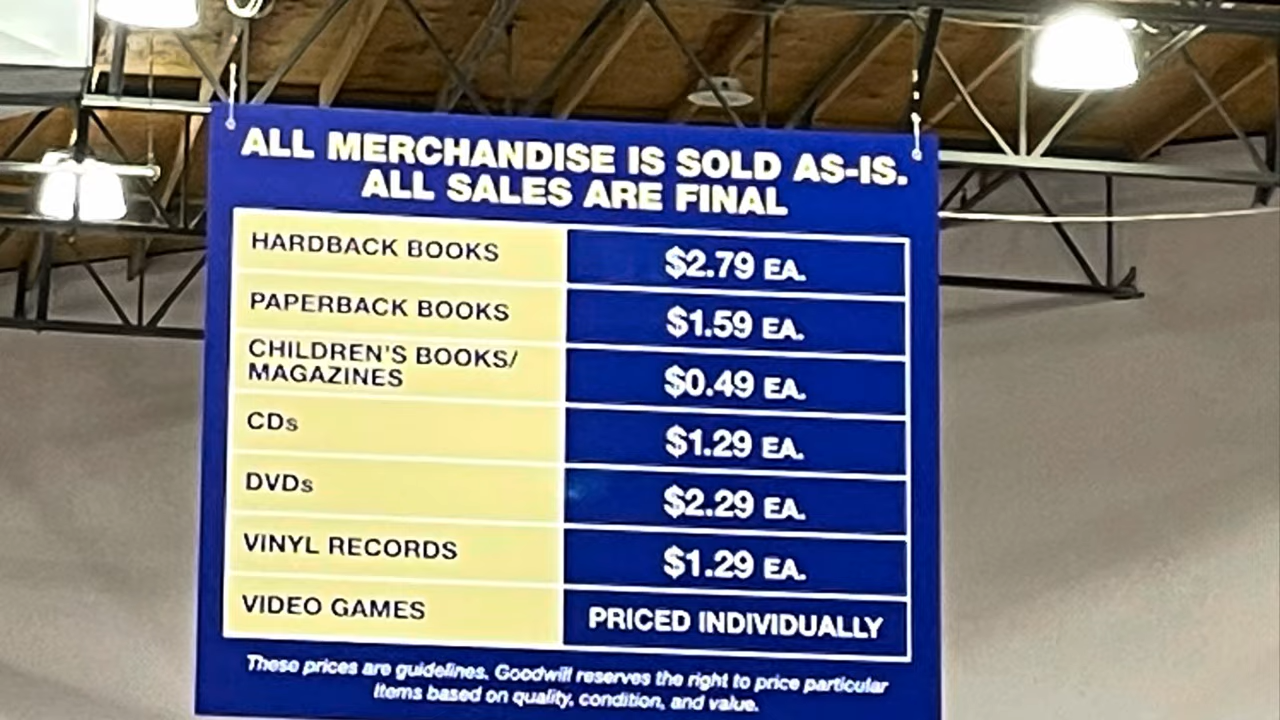 ALL MERCHANDISE IS SOLD AS-IS.
ALL SALES ARE FINAL
HARDBACK BOOKS $2.79 EA.
PAPERBACK BOOKS $1.59 EA.
CHILDREN'S BOOKS/
MAGAZINES $0.49 EA.
CDs $1.29 EA.
DVDs $2.29 EA.
VINYL RECORDS $1.29 EA.
VIDEO GAMES PRICED INDIVIDUALLY
These prices are guidelines. Goodwill reserves the right to price particular
items based on quality, condition, and value.